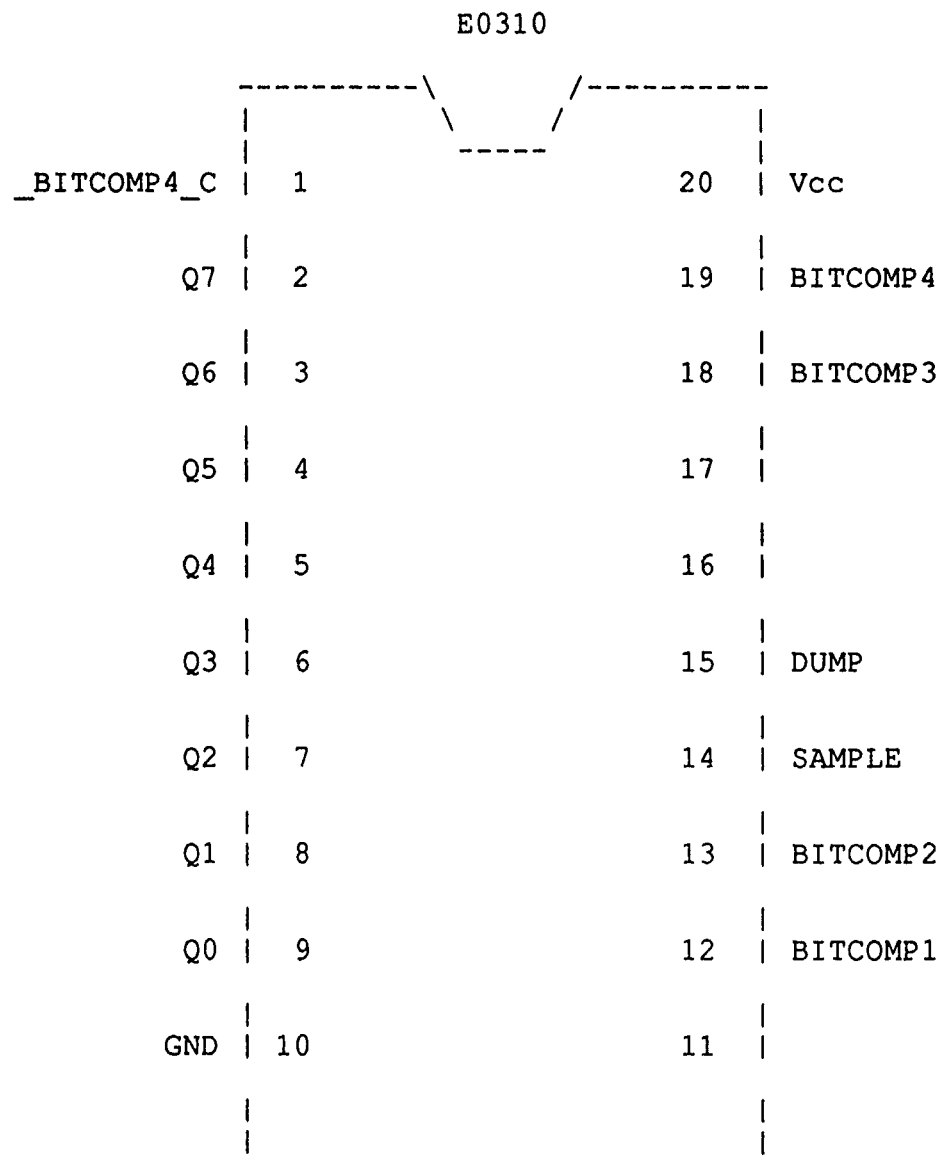 E0310
_BITCOMP4_C | 1 20 | Vcc
Q7 | 2 19 | BITCOMP4
Q6 | 3 18 | BITCOMP3
Q5 | 4 17 |
Q4 | 5 16 |
Q3 | 6 15 | DUMP
Q2 | 7 14 | SAMPLE
Q1 | 8 13 | BITCOMP2
Q0 | 9 12 | BITCOMP1
GND | 10 11 |